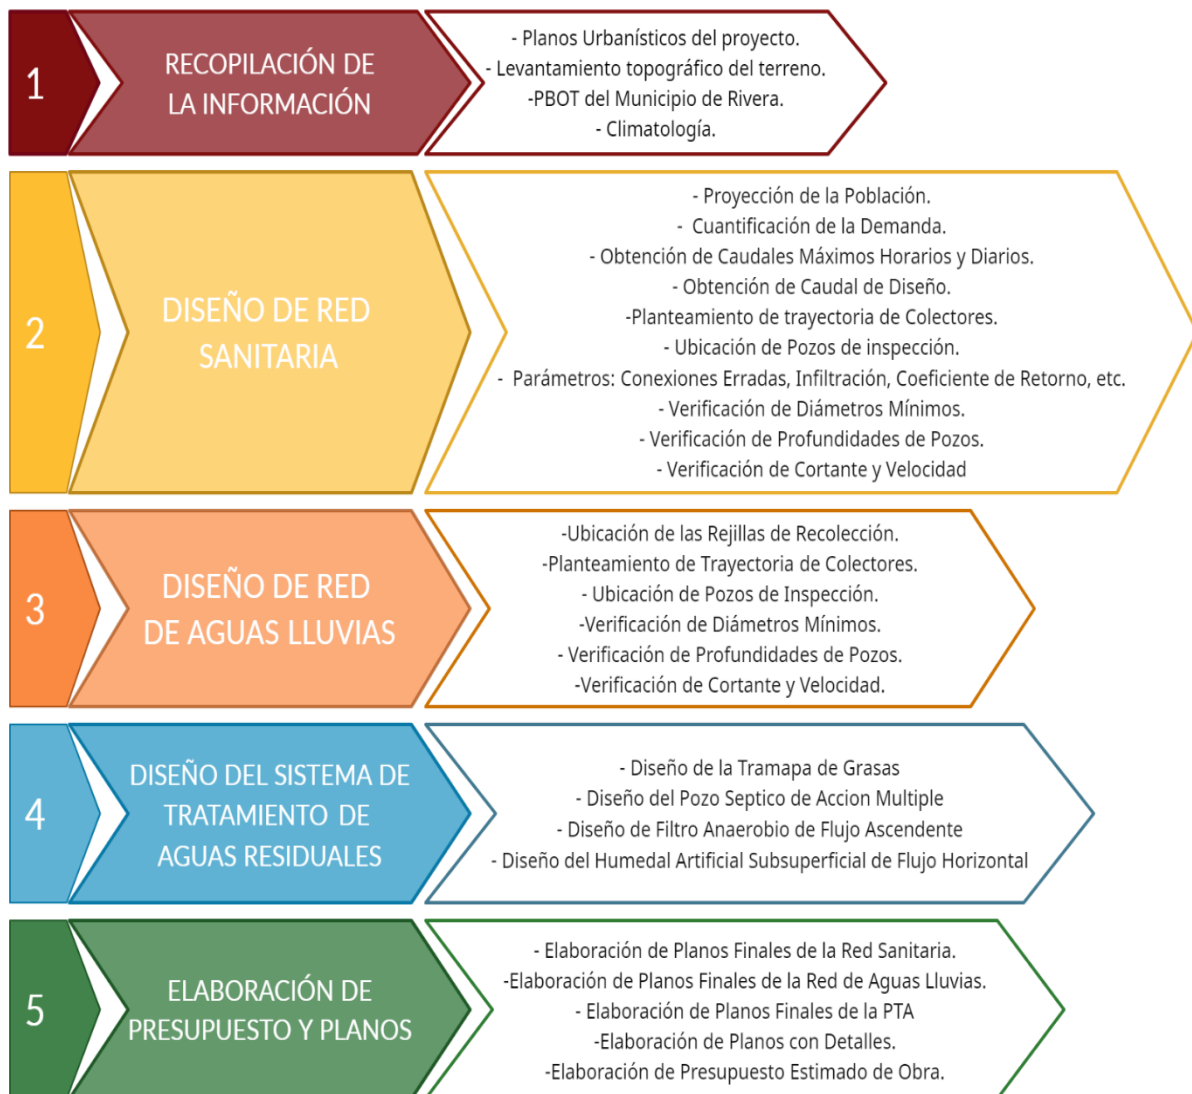 1
RECOPILACIÓN DE
LA INFORMACIÓN
- Planos Urbanísticos del proyecto.
- Levantamiento topográfico del terreno.
-PBOT del Municipio de Rivera.
- Climatología.
2
DISEÑO DE RED
SANITARIA
- Proyección de la Población.
- Cuantificación de la Demanda.
- Obtención de Caudales Máximos Horarios y Diarios.
- Obtención de Caudal de Diseño.
-Planteamiento de trayectoria de Colectores.
- Ubicación de Pozos de inspección.
- Parámetros: Conexiones Erradas, Infiltración, Coeficiente de Retorno, etc.
- Verificación de Diámetros Mínimos.
- Verificación de Profundidades de Pozos.
- Verificación de Cortante y Velocidad
3
DISEÑO DE RED
DE AGUAS LLUVIAS
-Ubicación de las Rejillas de Recolección.
-Planteamiento de Trayectoria de Colectores.
- Ubicación de Pozos de Inspección.
-Verificación de Diámetros Mínimos.
- Verificación de Profundidades de Pozos.
-Verificación de Cortante y Velocidad.
4
DISEÑO DEL SISTEMA DE
TRATAMIENTO DE
AGUAS RESIDUALES
- Diseño de la Tramapa de Grasas
- Diseño del Pozo Septico de Accion Multiple
- Diseño de Filtro Anaerobio de Flujo Ascendente
- Diseño del Humedal Artificial Subsuperficial de Flujo Horizontal
5
ELABORACIÓN DE
PRESUPUESTO Y PLANOS
- Elaboración de Planos Finales de la Red Sanitaria.
-Elaboración de Planos Finales de la Red de Aguas Lluvias.
- Elaboración de Planos Finales de la PTA
-Elaboración de Planos con Detalles.
-Elaboración de Presupuesto Estimado de Obra.